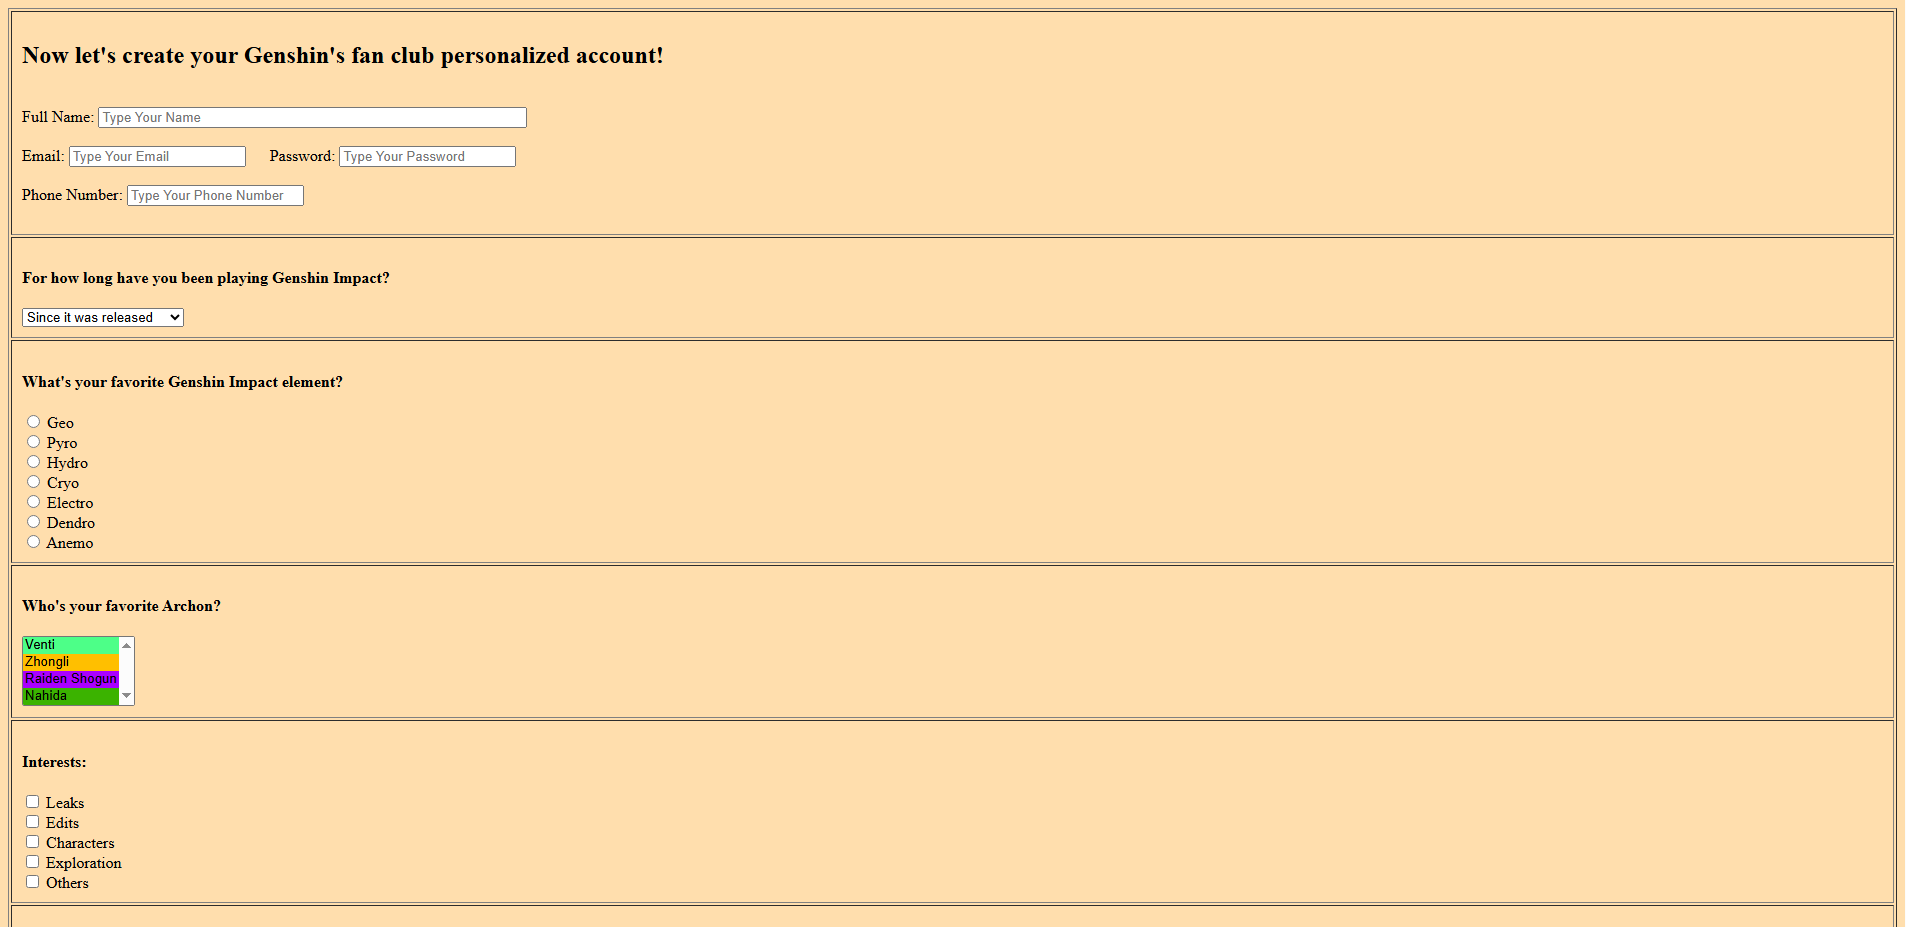 Now let's create your Genshin's fan club personalized account!
Full Name: Type Your Name
Email: Type Your Email Password: Type Your Password
Phone Number: Type Your Phone Number
For how long have you been playing Genshin Impact?
Since it was released
What's your favorite Genshin Impact element?
Geo
Pyro
Hydro
Cryo
Electro
Dendro
Anemo
Who's your favorite Archon?
Venti
Zhongli
Raiden Shogun
Nahida
Interests:
Leaks
Edits
Characters
Exploration
Others